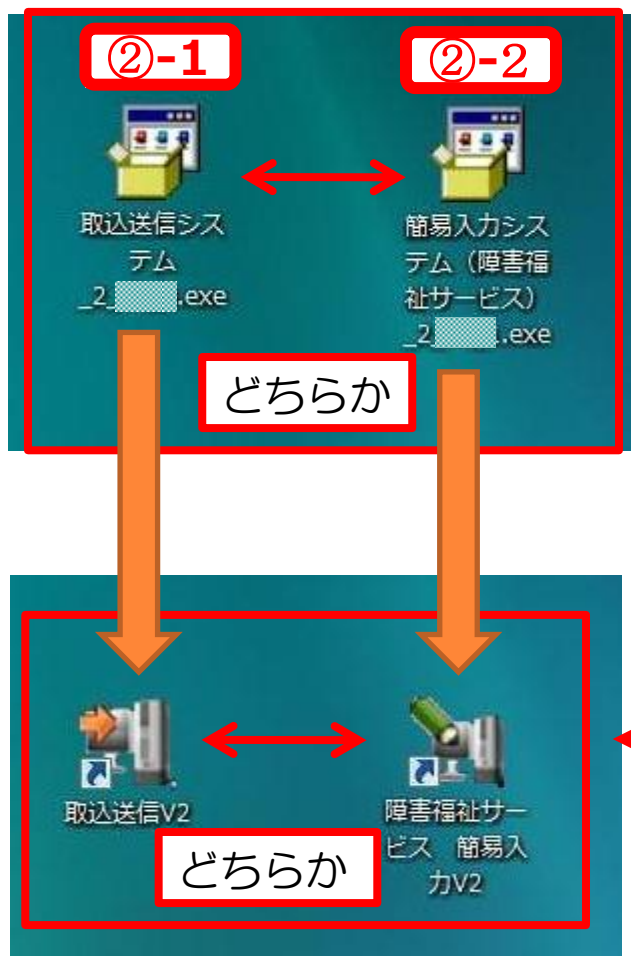 ②-1
②-2
取込送信シス
テム
_2_ .exe
簡易入力シス
テム（障害福
祉サービス）
_2 .exe
どちらか
取込送信V2
障害福祉サー
ビス　簡易入
力V2
どちらか